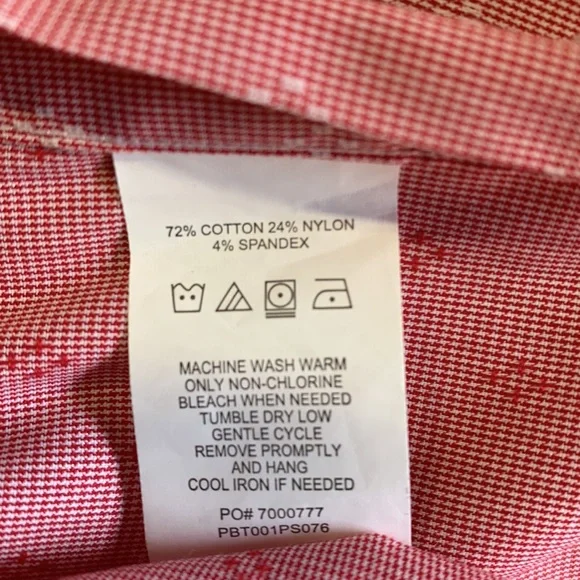 72% COTTON 24% NYLON
4% SPANDEX
MACHINE WASH WARM
ONLY NON-CHLORINE
BLEACH WHEN NEEDED
TUMBLE DRY LOW
GENTLE CYCLE
REMOVE PROMPTLY
AND HANG
COOL IRON IF NEEDED
PO# 7000777
PBT001PS076